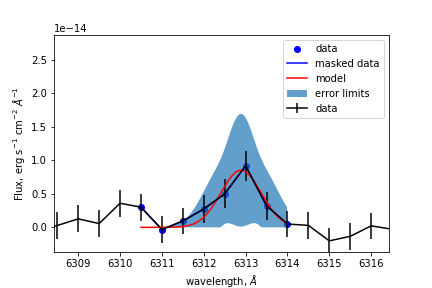 1e−14
data
masked data
model
error limits
data
2.5
2.0
1.5
1.0
0.5
0.0
Flux, erg s⁻¹ cm⁻² Å⁻¹
6309 6310 6311 6312 6313 6314 6315 6316
wavelength, Å